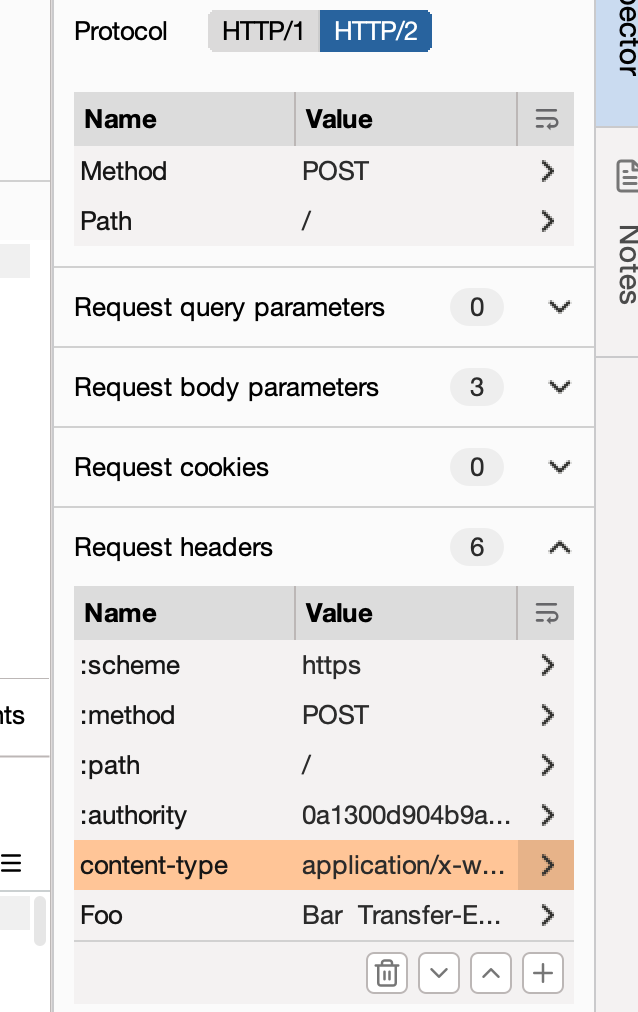 Protocol HTTP/1 HTTP/2
Name Value
Method POST
Path /
Request query parameters 0
Request body parameters 3
Request cookies 0
Request headers 6
Name Value
:scheme https
:method POST
:path /
:authority 0a1300d904b9a...
content-type application/x-w...
Foo Bar Transfer-E...
nts
pector
Notes